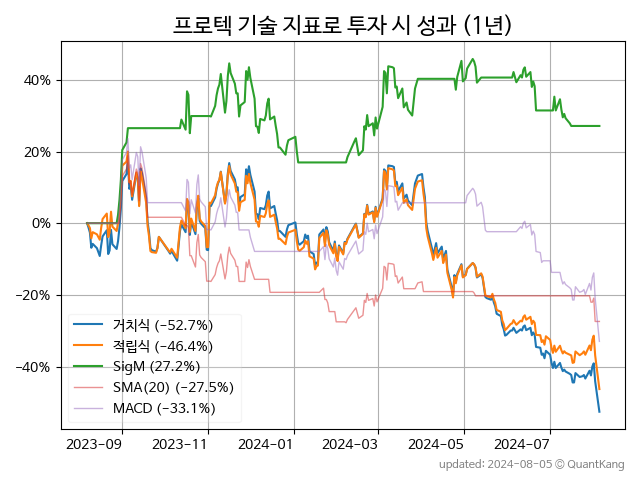 프로텍 기술 지표로 투자 시 성과 (1년)
40%
20%
0%
−20%
−40%
거치식 (−52.7%)
적립식 (−46.4%)
SigM (27.2%)
SMA(20) (−27.5%)
MACD (−33.1%)
2023-09 2023-11 2024-01 2024-03 2024-05 2024-07
updated: 2024-08-05 © QuantKang